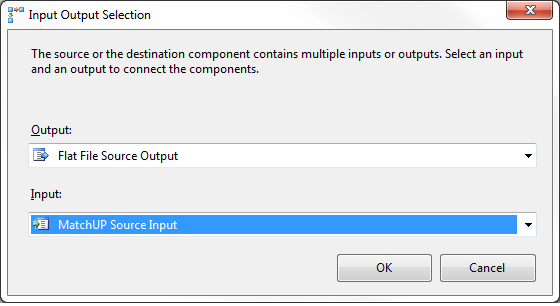 Input Output Selection
The source or the destination component contains multiple inputs or outputs. Select an input
and an output to connect the components.
Output:
Flat File Source Output
Input:
MatchUP Source Input
OK
Cancel